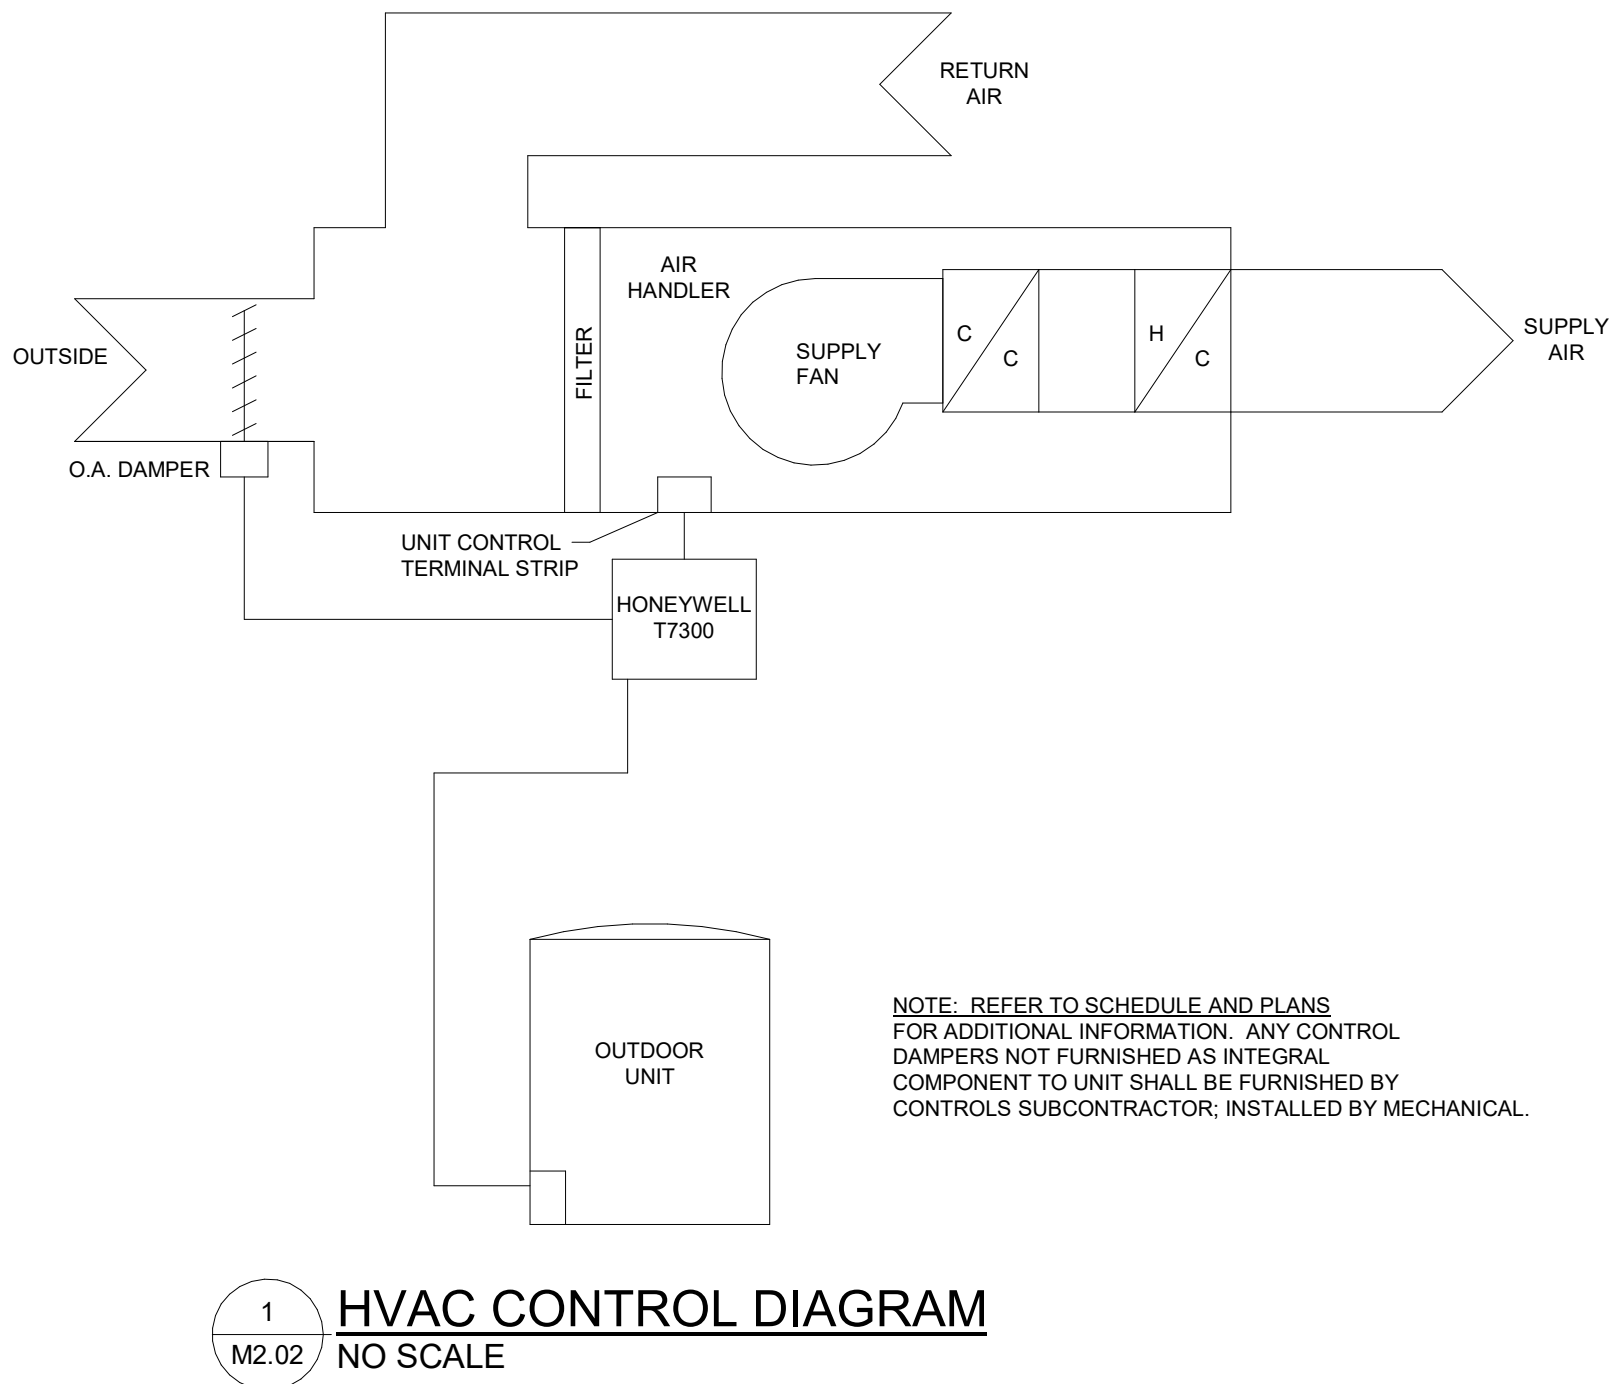 RETURN
AIR
AIR
HANDLER
OUTSIDE
FILTER
SUPPLY
FAN
C
C
H
C
SUPPLY
AIR
O.A. DAMPER
UNIT CONTROL
TERMINAL STRIP
HONEYWELL
T7300
OUTDOOR
UNIT
NOTE: REFER TO SCHEDULE AND PLANS
FOR ADDITIONAL INFORMATION. ANY CONTROL
DAMPERS NOT FURNISHED AS INTEGRAL
COMPONENT TO UNIT SHALL BE FURNISHED BY
CONTROLS SUBCONTRACTOR; INSTALLED BY MECHANICAL.
1
M2.02
HVAC CONTROL DIAGRAM
NO SCALE